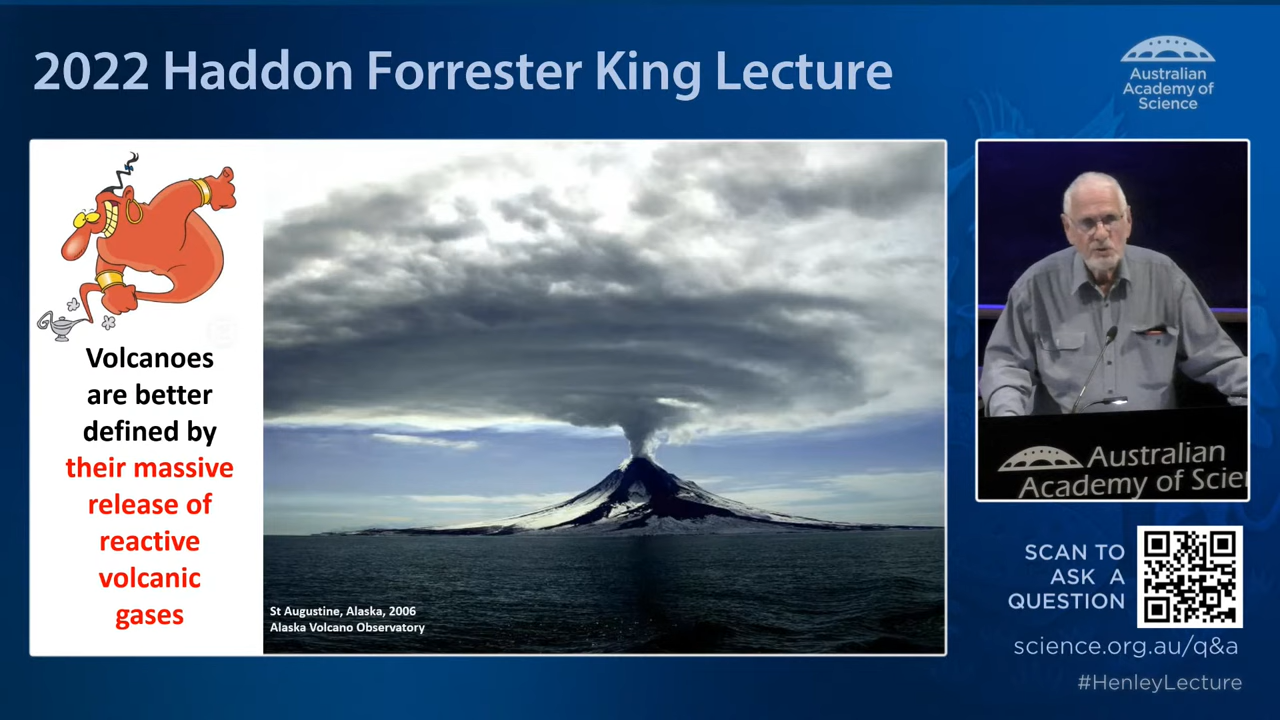 2022 Haddon Forrester King Lecture
Australian
Academy of
Science
Volcanoes
are better
defined by
their massive
release of
reactive
volcanic
gases
St Augustine, Alaska, 2006
Alaska Volcano Observatory
Australian
Academy of Scie
SCAN TO
ASK A
QUESTION
science.org.au/q&a
#HenleyLecture